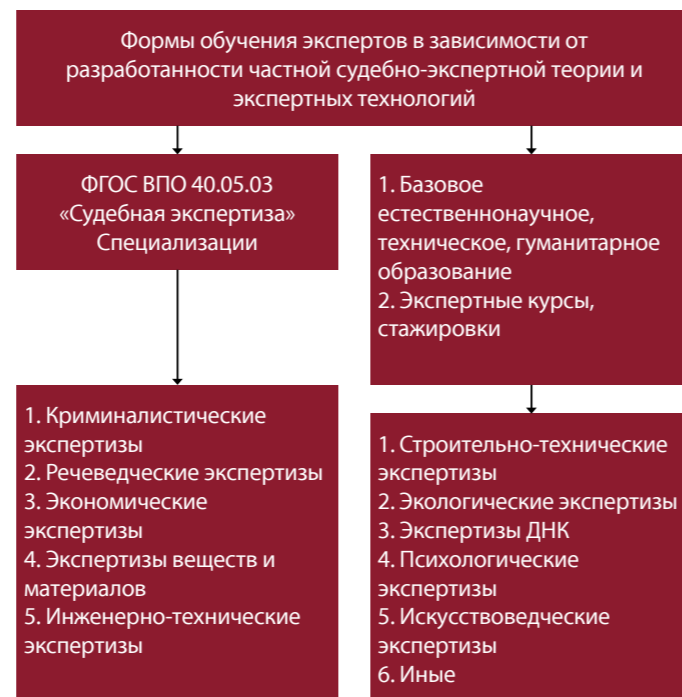 Формы обучения экспертов в зависимости от
разработанности частной судебно-экспертной теории и
экспертных технологий
ФГОС ВПО 40.05.03
«Судебная экспертиза»
Специализации
1. Базовое
естественнонаучное,
техническое, гуманитарное
образование
2. Экспертные курсы,
стажировки
1. Криминалистические
экспертизы
2. Речеведческие экспертизы
3. Экономические
экспертизы
4. Экспертизы веществ и
материалов
5. Инженерно-технические
экспертизы
1. Строительно-технические
экспертизы
2. Экологические экспертизы
3. Экспертизы ДНК
4. Психологические
экспертизы
5. Искусствоведческие
экспертизы
6. Иные